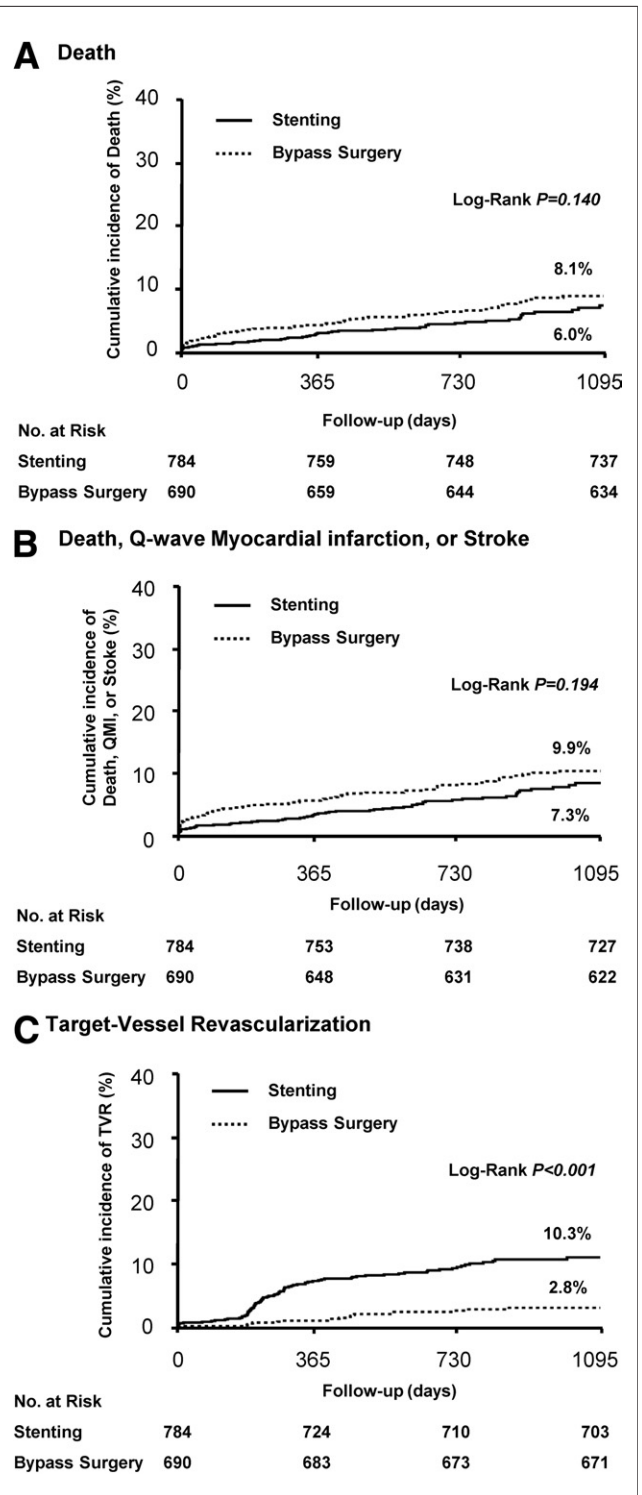 A Death
Cumulative incidence of Death (%)
40
30
20
10
0
Stenting
Bypass Surgery
Log-Rank P=0.140
8.1%
6.0%
0 365 730 1095
Follow-up (days)
No. at Risk
Stenting 784 759 748 737
Bypass Surgery 690 659 644 634
B Death, Q-wave Myocardial infarction, or Stroke
Cumulative incidence of
Death, QMI, or Stoke (%)
40
30
20
10
0
Stenting
Bypass Surgery
Log-Rank P=0.194
9.9%
7.3%
0 365 730 1095
Follow-up (days)
No. at Risk
Stenting 784 753 738 727
Bypass Surgery 690 648 631 622
C Target-Vessel Revascularization
Cumulative incidence of TVR (%)
40
30
20
10
0
Stenting
Bypass Surgery
Log-Rank P<0.001
10.3%
2.8%
0 365 730 1095
Follow-up (days)
No. at Risk
Stenting 784 724 710 703
Bypass Surgery 690 683 673 671